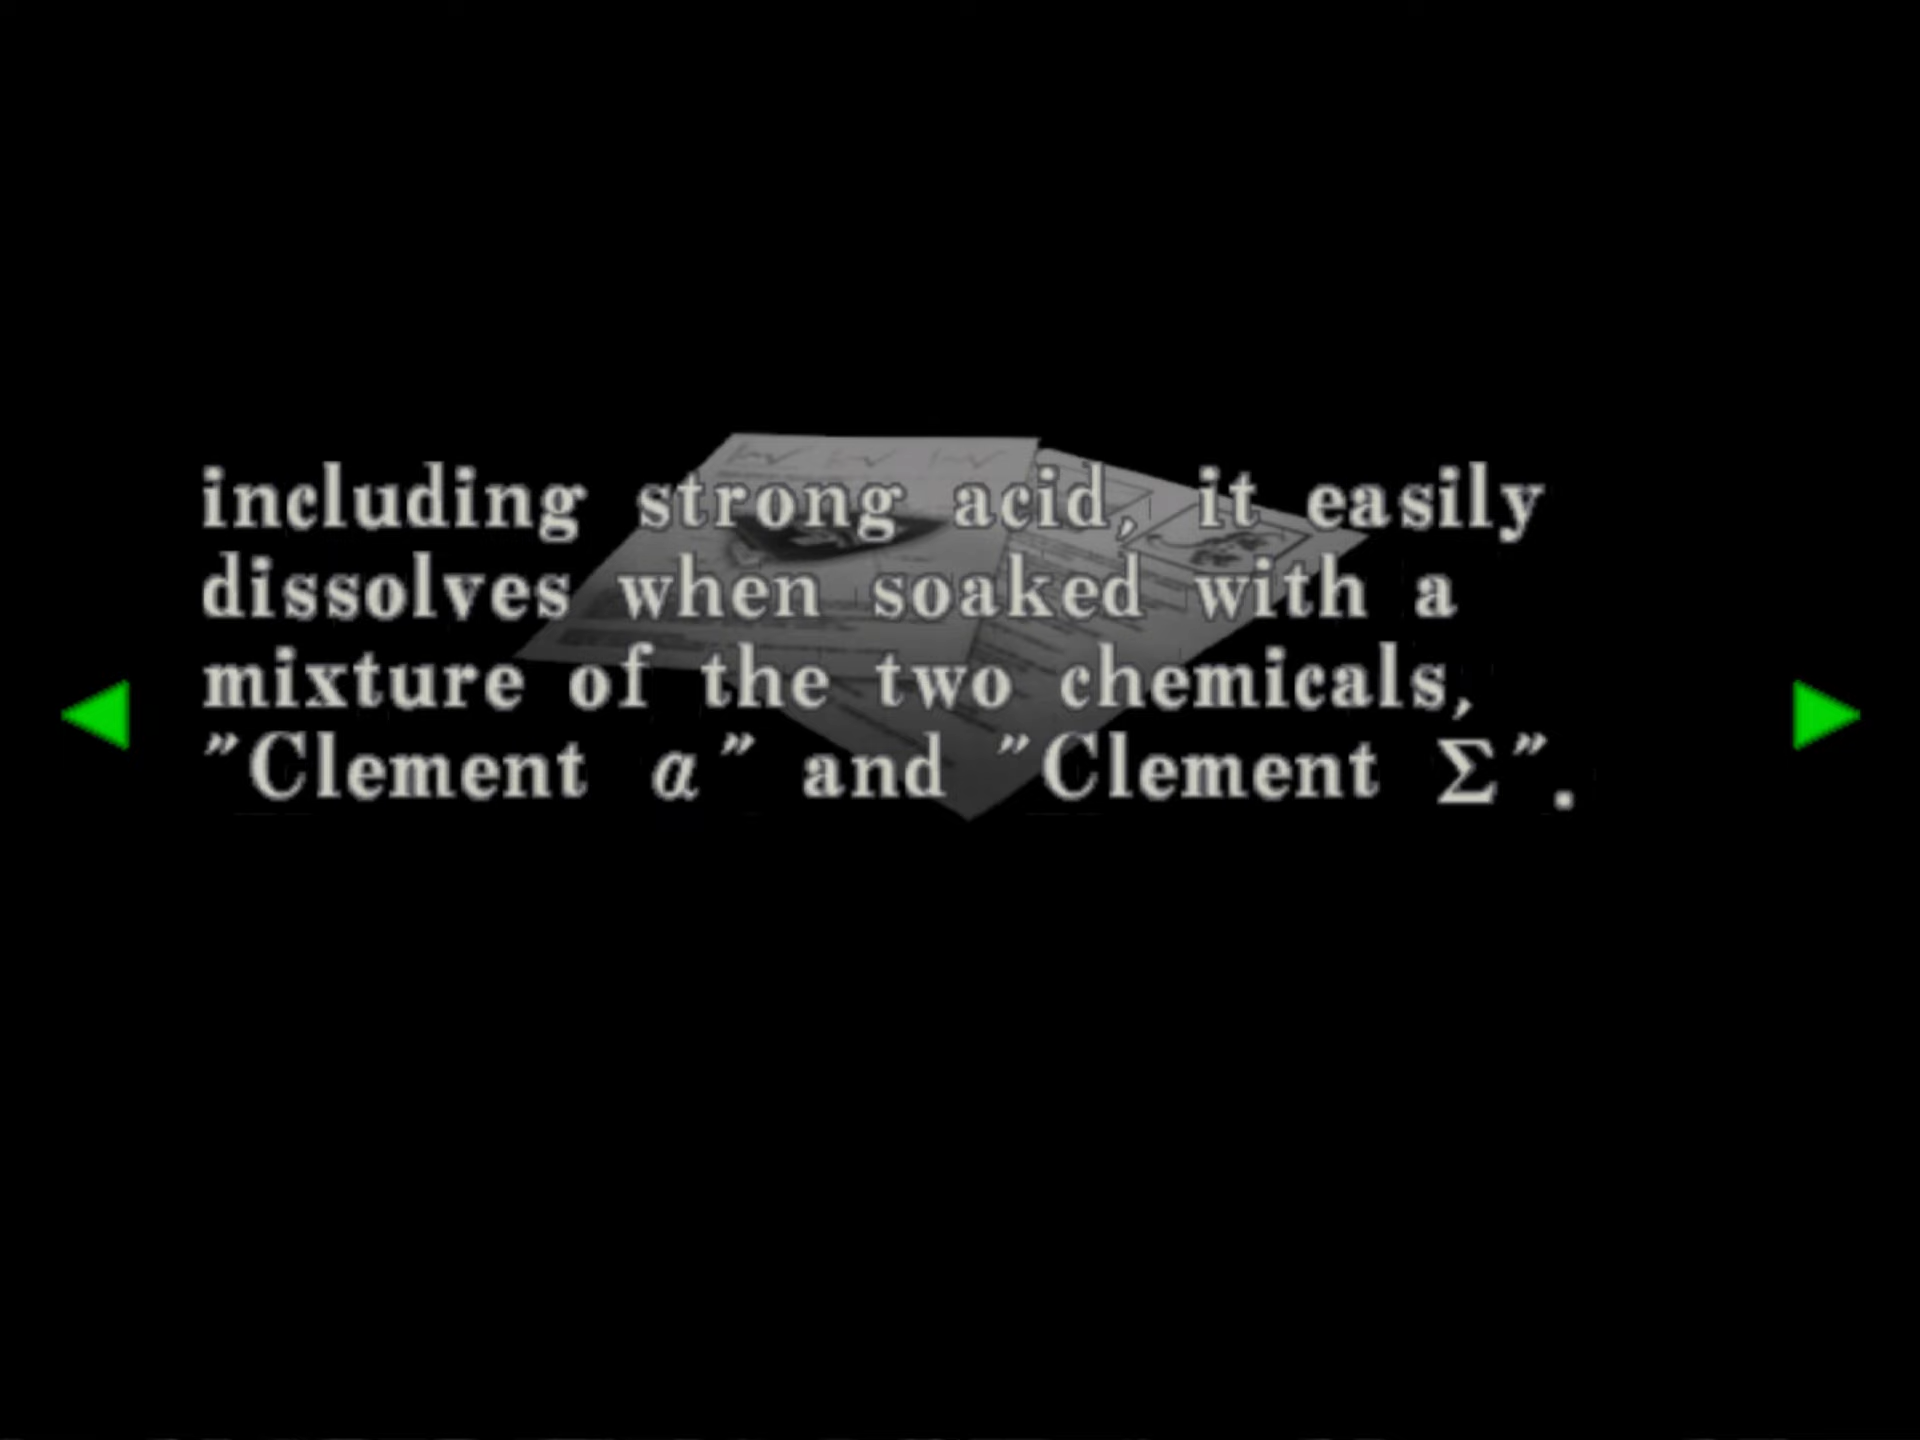 including strong acid, it easily
dissolves when soaked with a
mixture of the two chemicals,
"Clement α" and "Clement Σ".